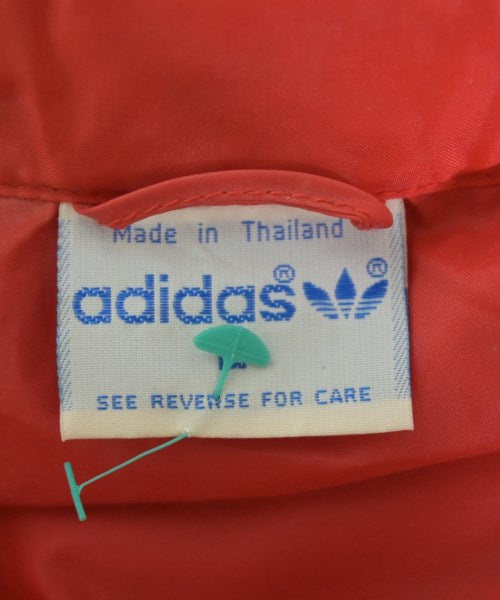 Made in Thailand
adidas® ®
SEE REVERSE FOR CARE